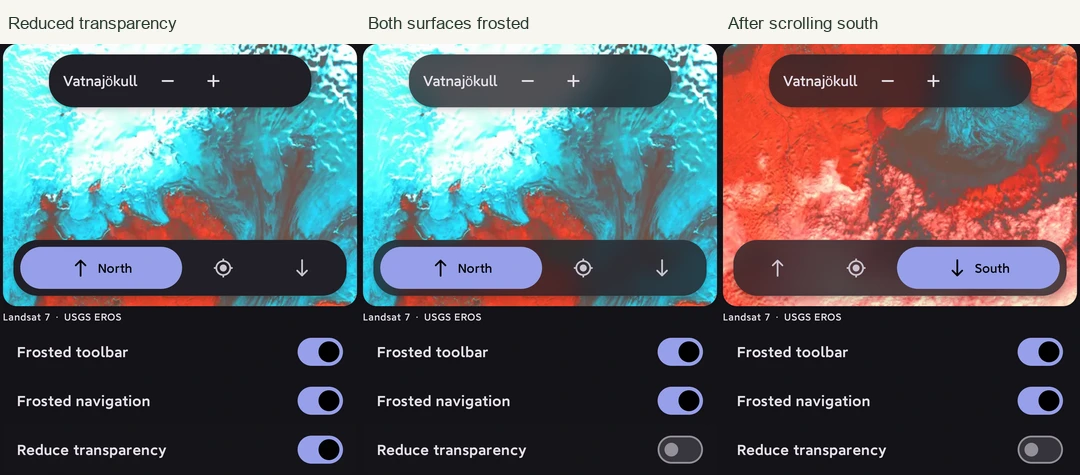 Reduced transparency
Vatnajökull − +
North
Landsat 7 · USGS EROS
Frosted toolbar
Frosted navigation
Reduce transparency
Both surfaces frosted
Vatnajökull − +
North
Landsat 7 · USGS EROS
Frosted toolbar
Frosted navigation
Reduce transparency
After scrolling south
Vatnajökull − +
South
Landsat 7 · USGS EROS
Frosted toolbar
Frosted navigation
Reduce transparency